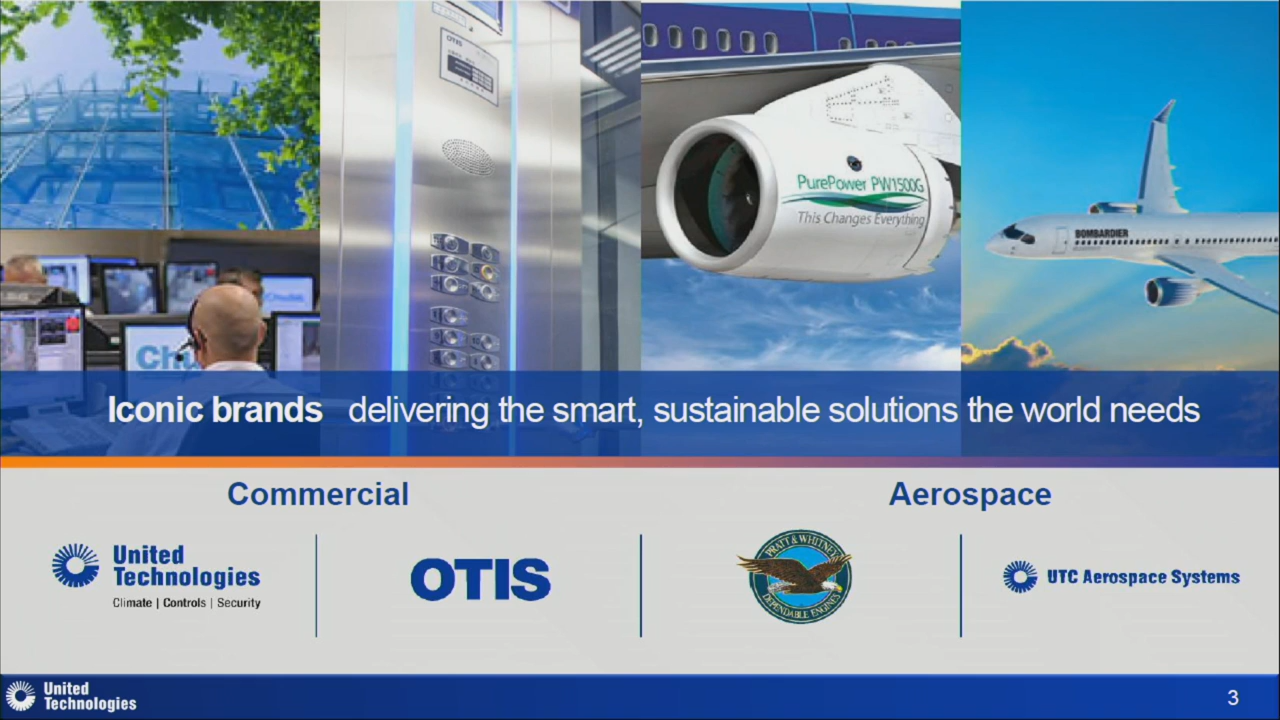 OTIS
PurePower PW1500G
This Changes Everything
BOMBARDIER
Iconic brands delivering the smart, sustainable solutions the world needs
Commercial
Aerospace
United
Technologies
Climate | Controls | Security
OTIS
PRATT & WHITNEY
DEPENDABLE ENGINES
UTC Aerospace Systems
United
Technologies
3